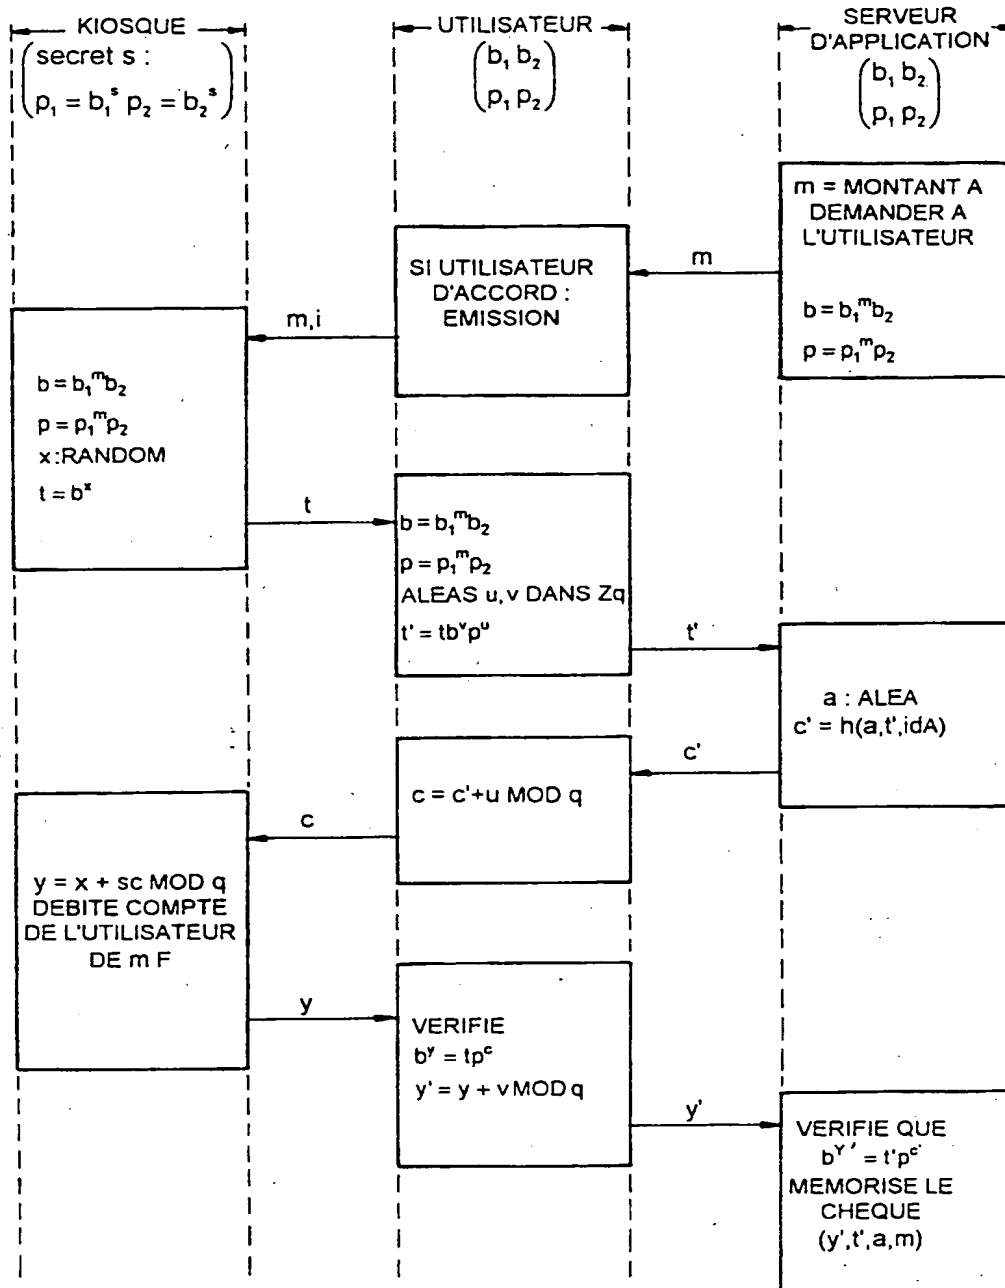 KIOSQUE
(secret s :
p₁ = b₁ˢ p₂ = b₂ˢ)
UTILISATEUR
(b₁ b₂
p₁ p₂)
SERVEUR
D'APPLICATION
(b₁ b₂
p₁ p₂)
m = MONTANT A
DEMANDER A
L'UTILISATEUR
b = b₁ᵐb₂
p = p₁ᵐp₂
m
SI UTILISATEUR
D'ACCORD :
EMISSION
m,i
b = b₁ᵐb₂
p = p₁ᵐp₂
x:RANDOM
t = bˣ
t
b = b₁ᵐb₂
p = p₁ᵐp₂
ALEAS u,v DANS Zq
t' = tbᵛpᵘ
t'
a : ALEA
c' = h(a,t',idA)
c'
c = c'+u MOD q
c
y = x + sc MOD q
DEBITE COMPTE
DE L'UTILISATEUR
DE m F
y
VERIFIE
bʸ = tpᶜ
y' = y + v MOD q
y'
VERIFIE QUE
b^Y' = t'p^c'
MEMORISE LE
CHEQUE
(y',t',a,m)